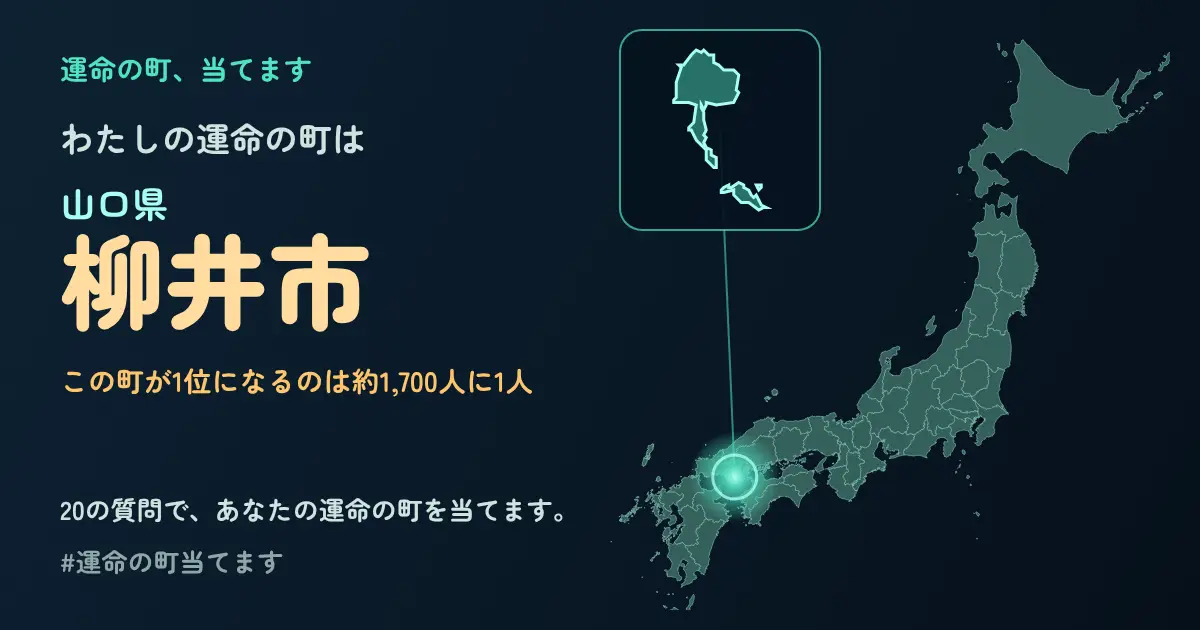 運命の町、当てます
わたしの運命の町は
山口県
柳井市
この町が1位になるのは約1,700人に1人
20の質問で、あなたの運命の町を当てます。
#運命の町当てます